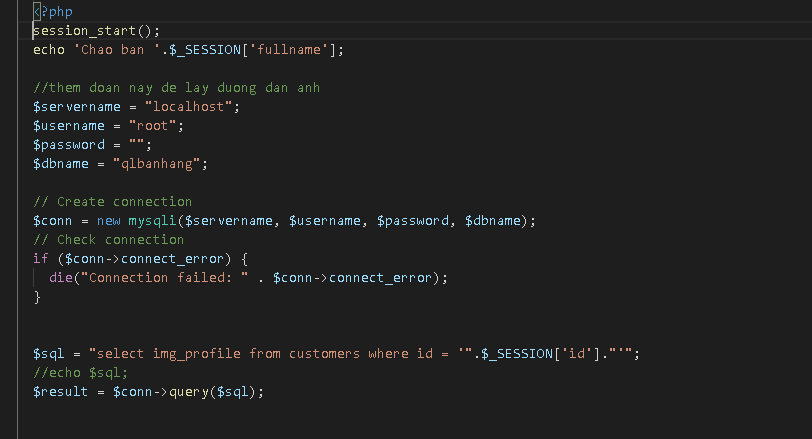 <?php
session_start();
echo 'Chao ban '.$_SESSION['fullname'];
//them doan nay de lay duong dan anh
$servername = "localhost";
$username = "root";
$password = "";
$dbname = "qlbanhang";
// Create connection
$conn = new mysqli($servername, $username, $password, $dbname);
// Check connection
if ($conn->connect_error) {
die("Connection failed: " . $conn->connect_error);
}
$sql = "select img_profile from customers where id = '".$_SESSION['id']."'";
//echo $sql;
$result = $conn->query($sql);